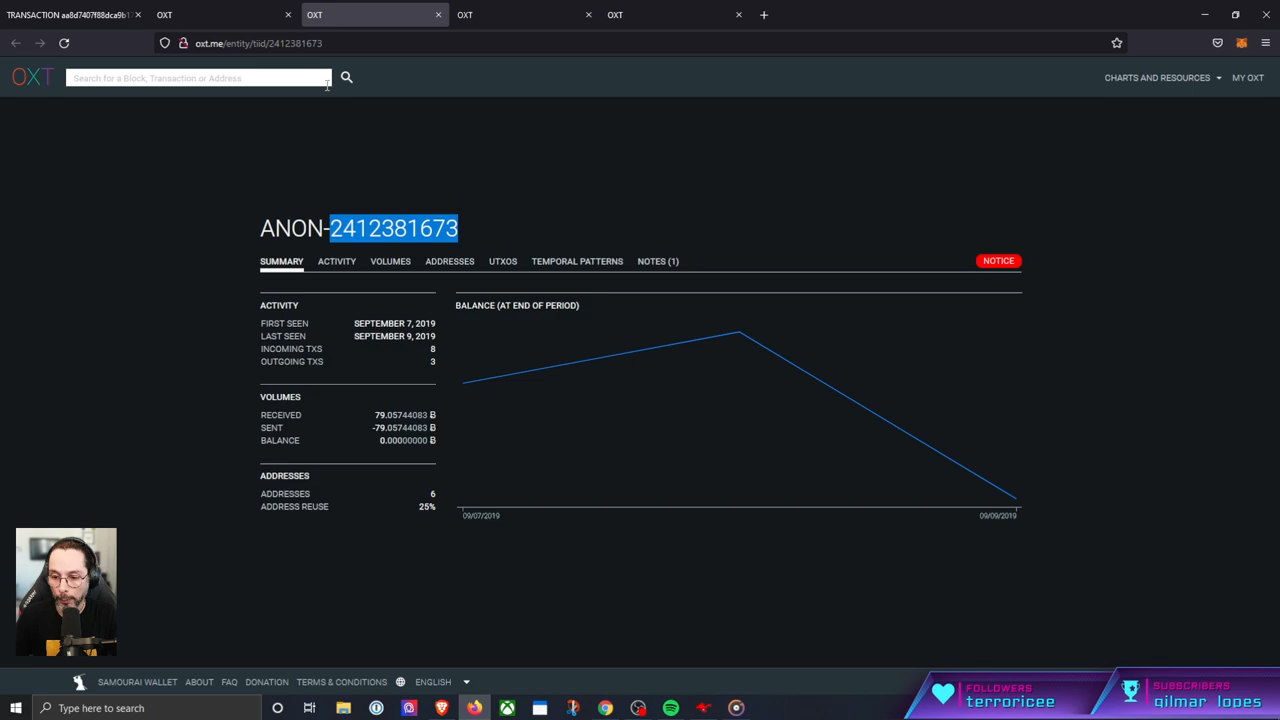 TRANSACTION aa8d7407f88dca9b1
OXT
OXT
OXT
OXT
oxt.me/entity/tiid/2412381673
OXT
Search for a Block, Transaction or Address
CHARTS AND RESOURCES
MY OXT
ANON-2412381673
SUMMARY ACTIVITY VOLUMES ADDRESSES UTXOS TEMPORAL PATTERNS NOTES (1)
NOTICE
ACTIVITY
FIRST SEEN SEPTEMBER 7, 2019
LAST SEEN SEPTEMBER 9, 2019
INCOMING TXS 8
OUTGOING TXS 3
VOLUMES
RECEIVED 79.05744083 Ƀ
SENT -79.05744083 Ƀ
BALANCE 0.00000000 Ƀ
ADDRESSES
ADDRESSES 6
ADDRESS REUSE 25%
BALANCE (AT END OF PERIOD)
09/07/2019 09/09/2019
SAMOURAI WALLET ABOUT FAQ DONATION TERMS & CONDITIONS ENGLISH
Type here to search
FOLLOWERS
terroricee
SUBSCRIBERS
gilmar lopes